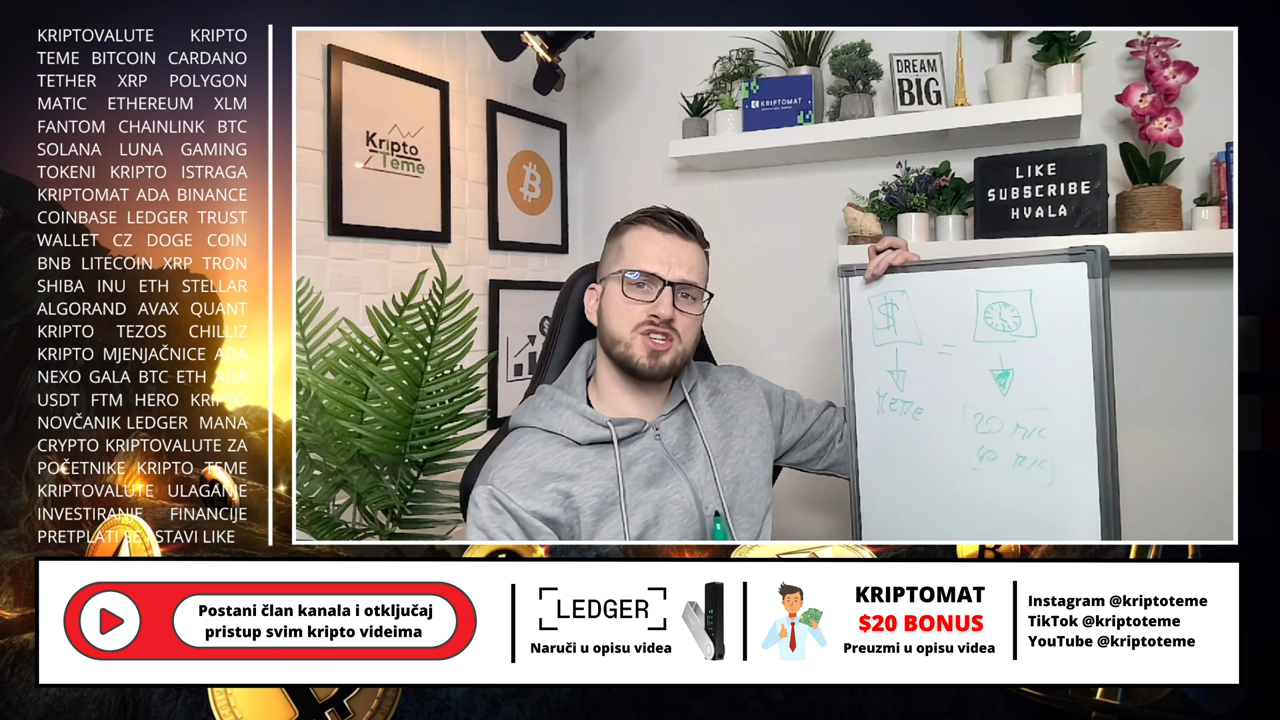 KRIPTOVALUTE KRIPTO
TEME BITCOIN CARDANO
TETHER XRP POLYGON
MATIC ETHEREUM XLM
FANTOM CHAINLINK BTC
SOLANA LUNA GAMING
TOKENI KRIPTO ISTRAGA
KRIPTOMAT ADA BINANCE
COINBASE LEDGER TRUST
WALLET CZ DOGE COIN
BNB LITECOIN XRP TRON
SHIBA INU ETH STELLAR
ALGORAND AVAX QUANT
KRIPTO TEZOS CHILLIZ
KRIPTO MJENJAČNICE ADA
NEXO GALA BTC ETH ADA
USDT FTM HERO KRIPTO
NOVČANIK LEDGER MANA
CRYPTO KRIPTOVALUTE ZA
POČETNIKE KRIPTO TEME
KRIPTOVALUTE ULAGANJE
INVESTIRANJE FINANCIJE
PRETPLATI SE I STAVI LIKE
Kripto
Teme
KRIPTOMAT
DREAM
BIG
LIKE
SUBSCRIBE
HVALA
$
=
20
40
Postani član kanala i otključaj
pristup svim kripto videima
LEDGER
Naruči u opisu videa
KRIPTOMAT
$20 BONUS
Preuzmi u opisu videa
Instagram @kriptoteme
TikTok @kriptoteme
YouTube @kriptoteme